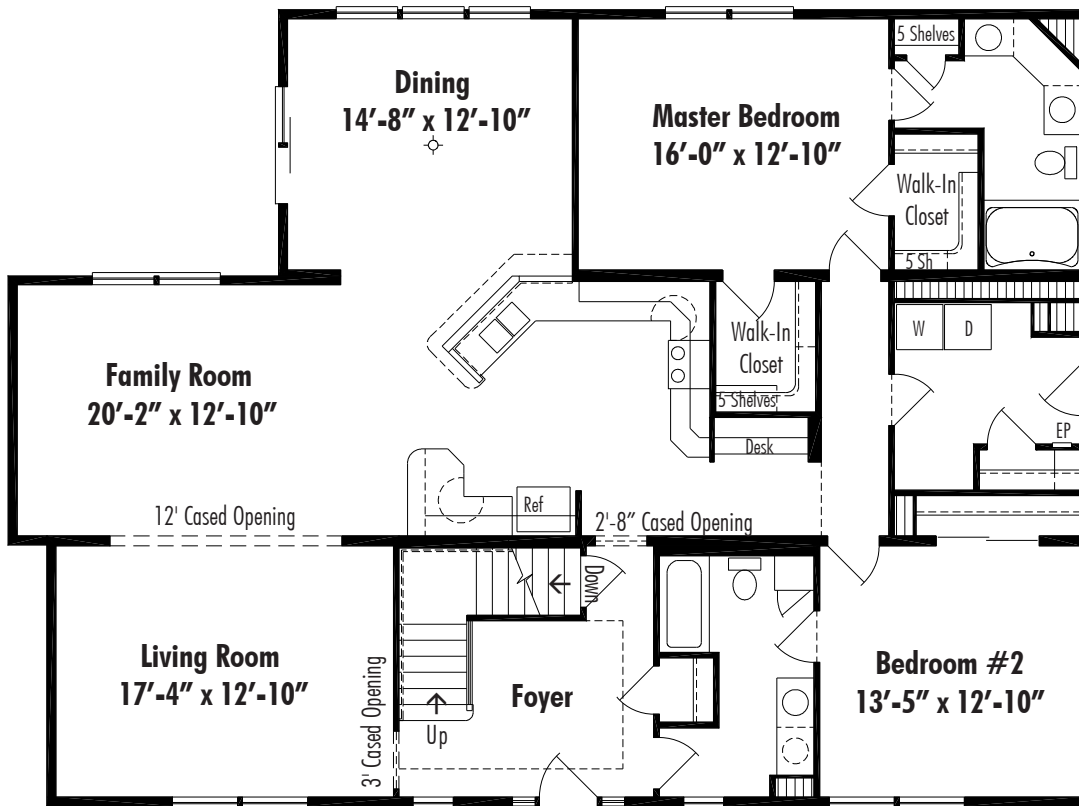 Dining
14′-8″ x 12′-10″
Master Bedroom
16′-0″ x 12′-10″
5 Shelves
Walk-In
Closet
5 Sh
Walk-In
Closet
5 Shelves
W
D
EP
Desk
Family Room
20′-2″ x 12′-10″
12' Cased Opening
Ref
2'-8″ Cased Opening
Down
Living Room
17′-4″ x 12′-10″
3' Cased Opening
Up
Foyer
Bedroom #2
13′-5″ x 12′-10″